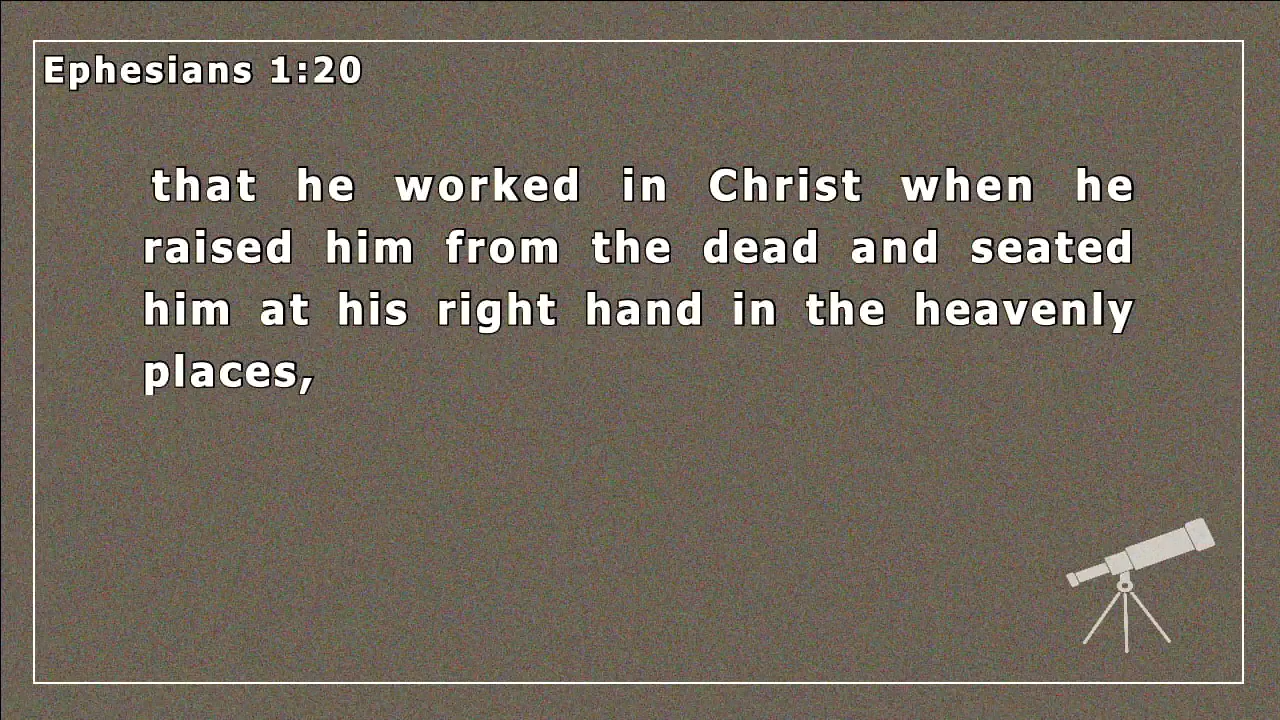 Ephesians 1:20
that he worked in Christ when he
raised him from the dead and seated
him at his right hand in the heavenly
places,